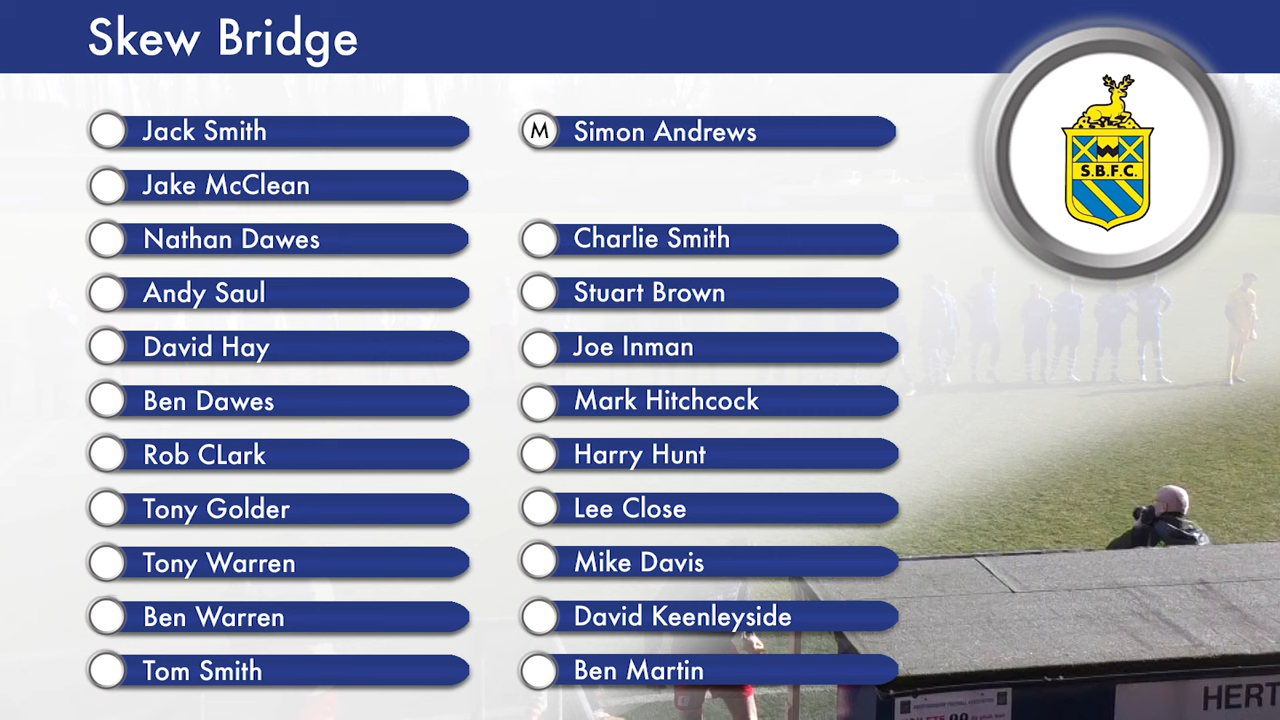 Skew Bridge
Jack Smith
Jake McClean
Nathan Dawes
Andy Saul
David Hay
Ben Dawes
Rob CLark
Tony Golder
Tony Warren
Ben Warren
Tom Smith
M Simon Andrews
Charlie Smith
Stuart Brown
Joe Inman
Mark Hitchcock
Harry Hunt
Lee Close
Mike Davis
David Keenleyside
Ben Martin
S.B.F.C.
HERT